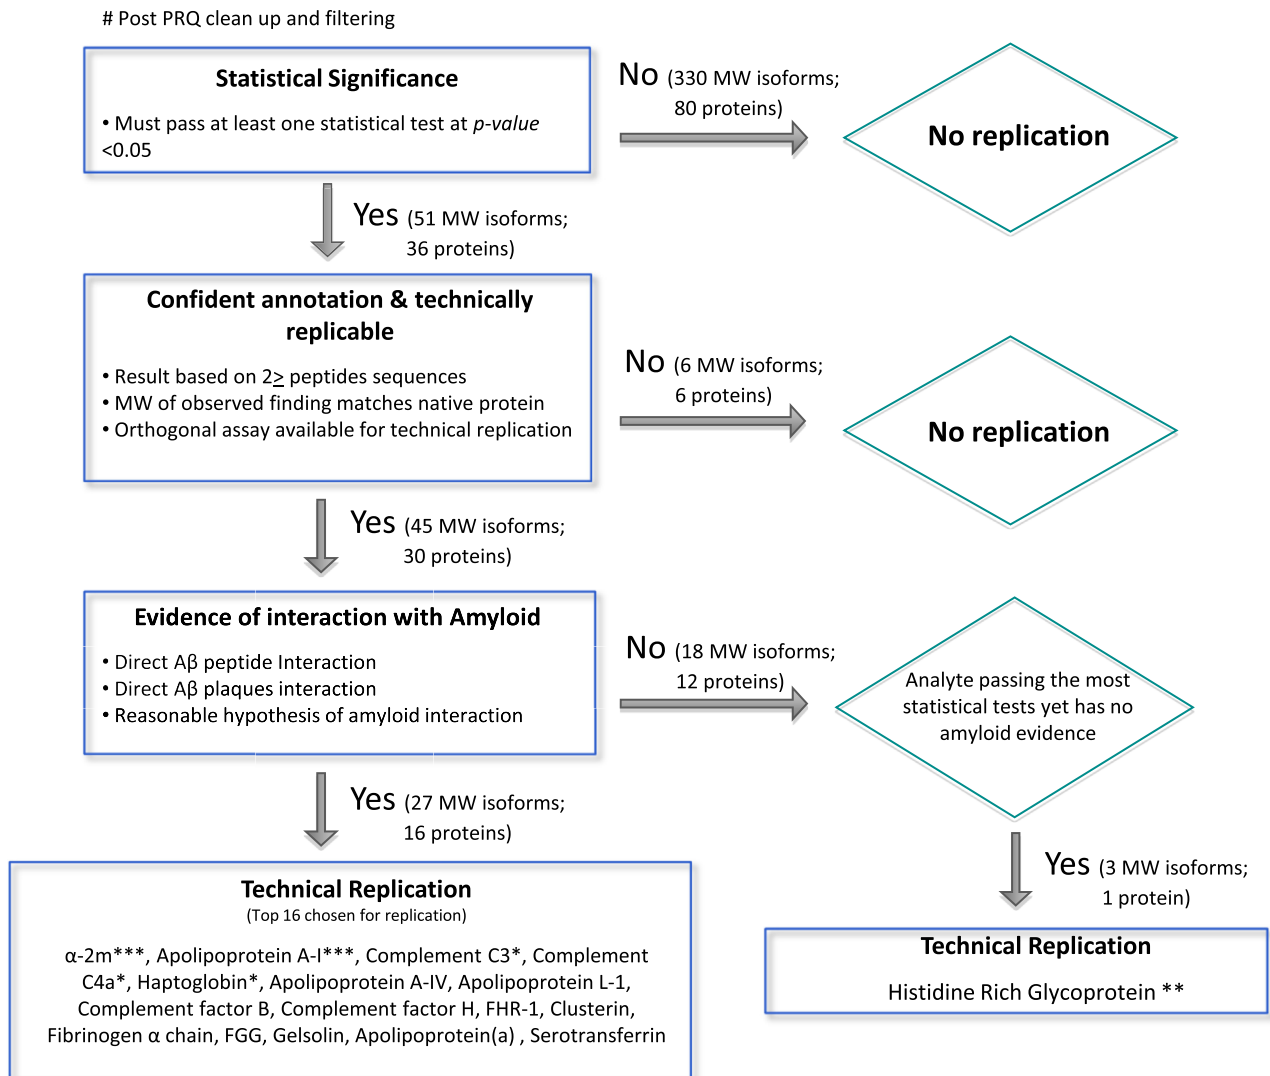 # Post PRQ clean up and filtering
Statistical Significance
• Must pass at least one statistical test at p-value
<0.05
No (330 MW isoforms;
80 proteins)
No replication
Yes (51 MW isoforms;
36 proteins)
Confident annotation & technically
replicable
• Result based on 2≥ peptides sequences
• MW of observed finding matches native protein
• Orthogonal assay available for technical replication
No (6 MW isoforms;
6 proteins)
No replication
Yes (45 MW isoforms;
30 proteins)
Evidence of interaction with Amyloid
• Direct Aβ peptide Interaction
• Direct Aβ plaques interaction
• Reasonable hypothesis of amyloid interaction
No (18 MW isoforms;
12 proteins)
Analyte passing the most
statistical tests yet has no
amyloid evidence
Yes (27 MW isoforms;
16 proteins)
Yes (3 MW isoforms;
1 protein)
Technical Replication
(Top 16 chosen for replication)
α-2m***, Apolipoprotein A-I***, Complement C3*, Complement
C4a*, Haptoglobin*, Apolipoprotein A-IV, Apolipoprotein L-1,
Complement factor B, Complement factor H, FHR-1, Clusterin,
Fibrinogen α chain, FGG, Gelsolin, Apolipoprotein(a) , Serotransferrin
Technical Replication
Histidine Rich Glycoprotein **